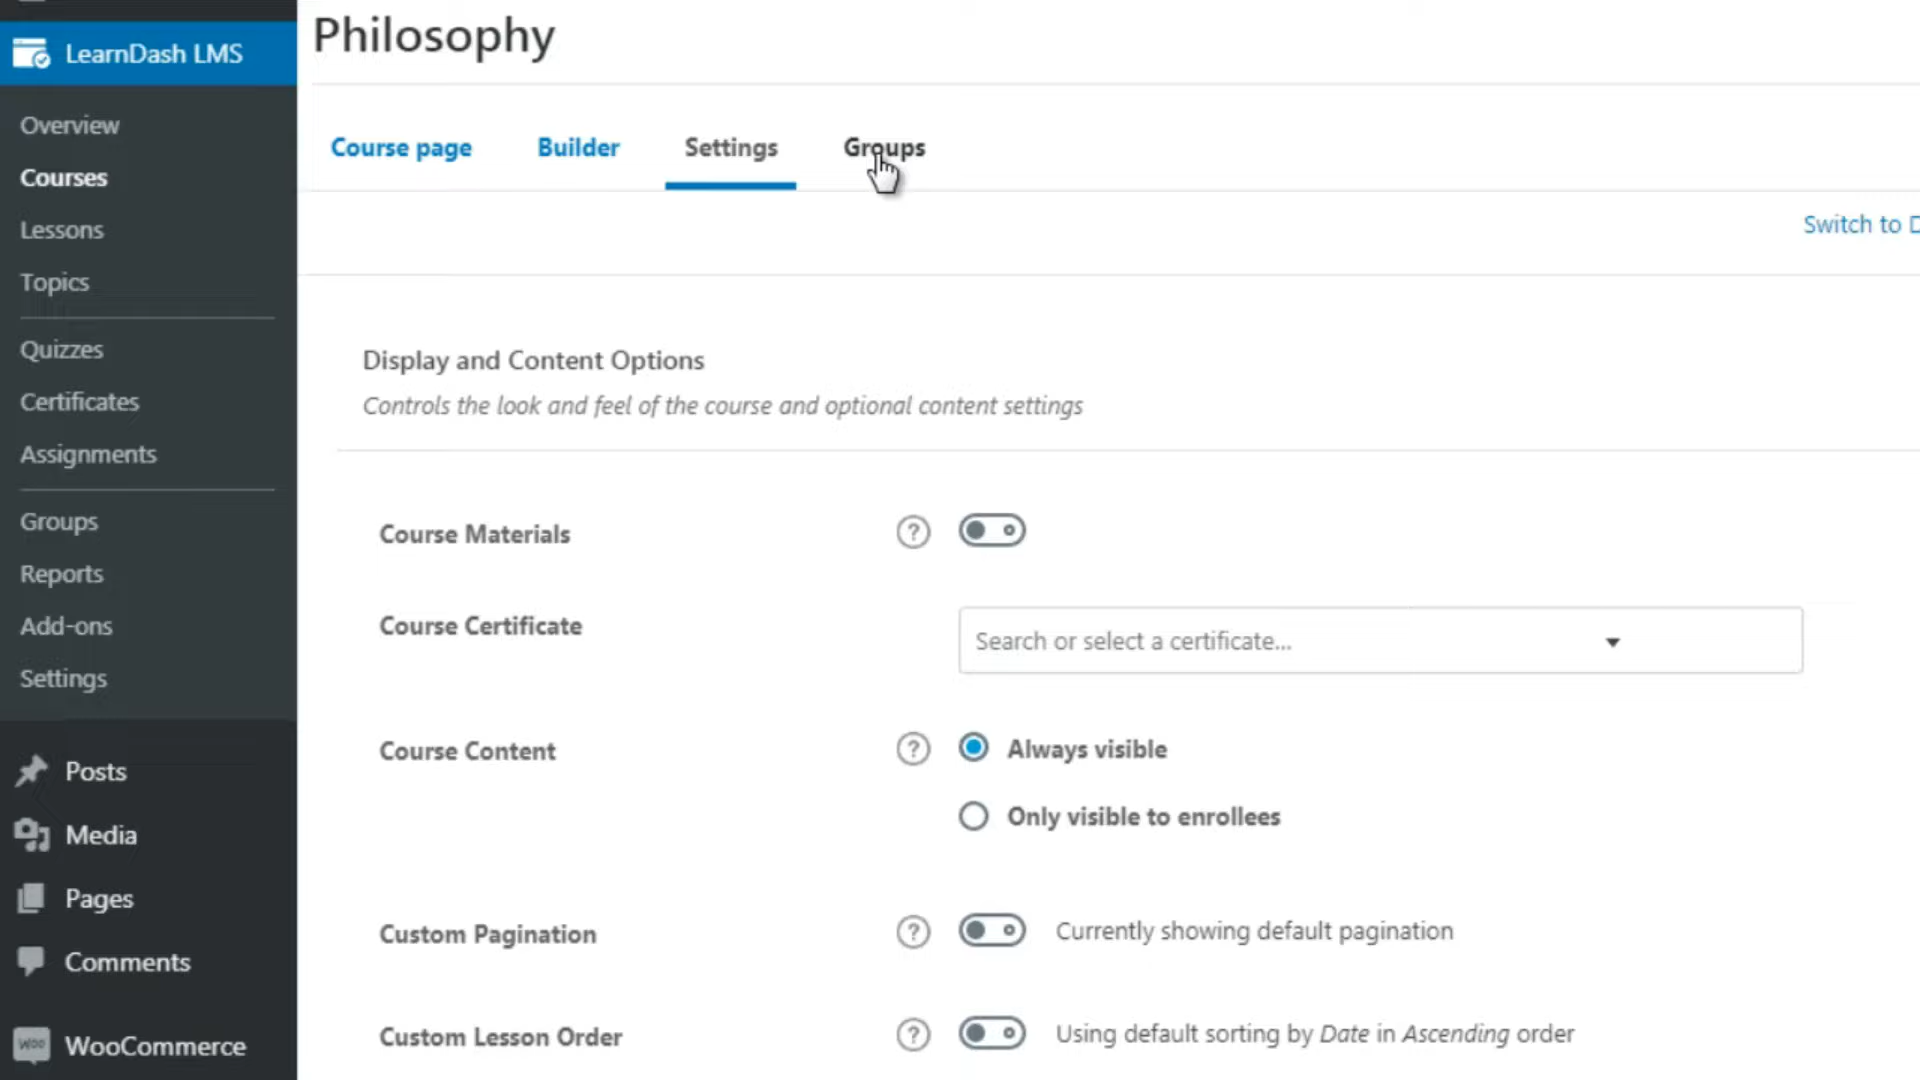 Philosophy
LearnDash LMS
Overview
Courses
Lessons
Topics
Quizzes
Certificates
Assignments
Groups
Reports
Add-ons
Settings
Posts
Media
Pages
Comments
WOO WooCommerce
Course page Builder Settings Groups
Switch to
Display and Content Options
Controls the look and feel of the course and optional content settings
Course Materials ?
Course Certificate Search or select a certificate...
Course Content ? Always visible
Only visible to enrollees
Custom Pagination ? Currently showing default pagination
Custom Lesson Order ? Using default sorting by Date in Ascending order